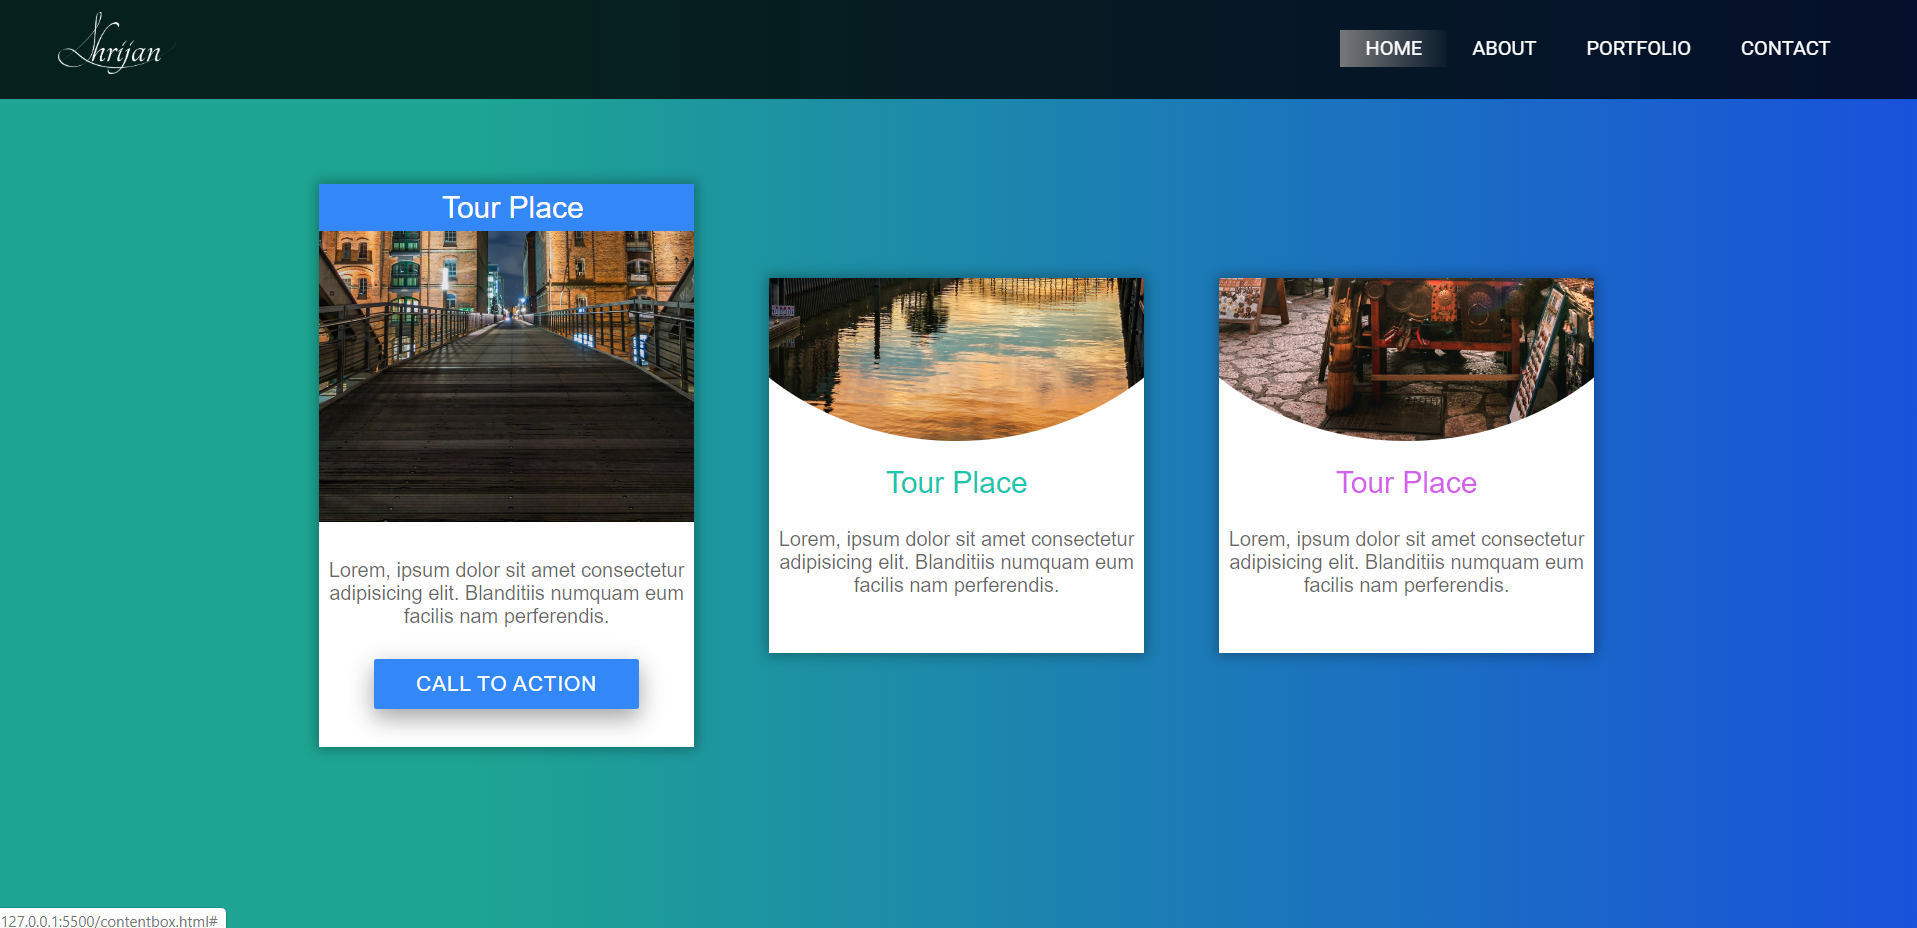 Shrijan
HOME ABOUT PORTFOLIO CONTACT
Tour Place
Lorem, ipsum dolor sit amet consectetur
adipisicing elit. Blanditiis numquam eum
facilis nam perferendis.
CALL TO ACTION
Tour Place
Lorem, ipsum dolor sit amet consectetur
adipisicing elit. Blanditiis numquam eum
facilis nam perferendis.
Tour Place
Lorem, ipsum dolor sit amet consectetur
adipisicing elit. Blanditiis numquam eum
facilis nam perferendis.
127.0.0.1:5500/contentbox.html#